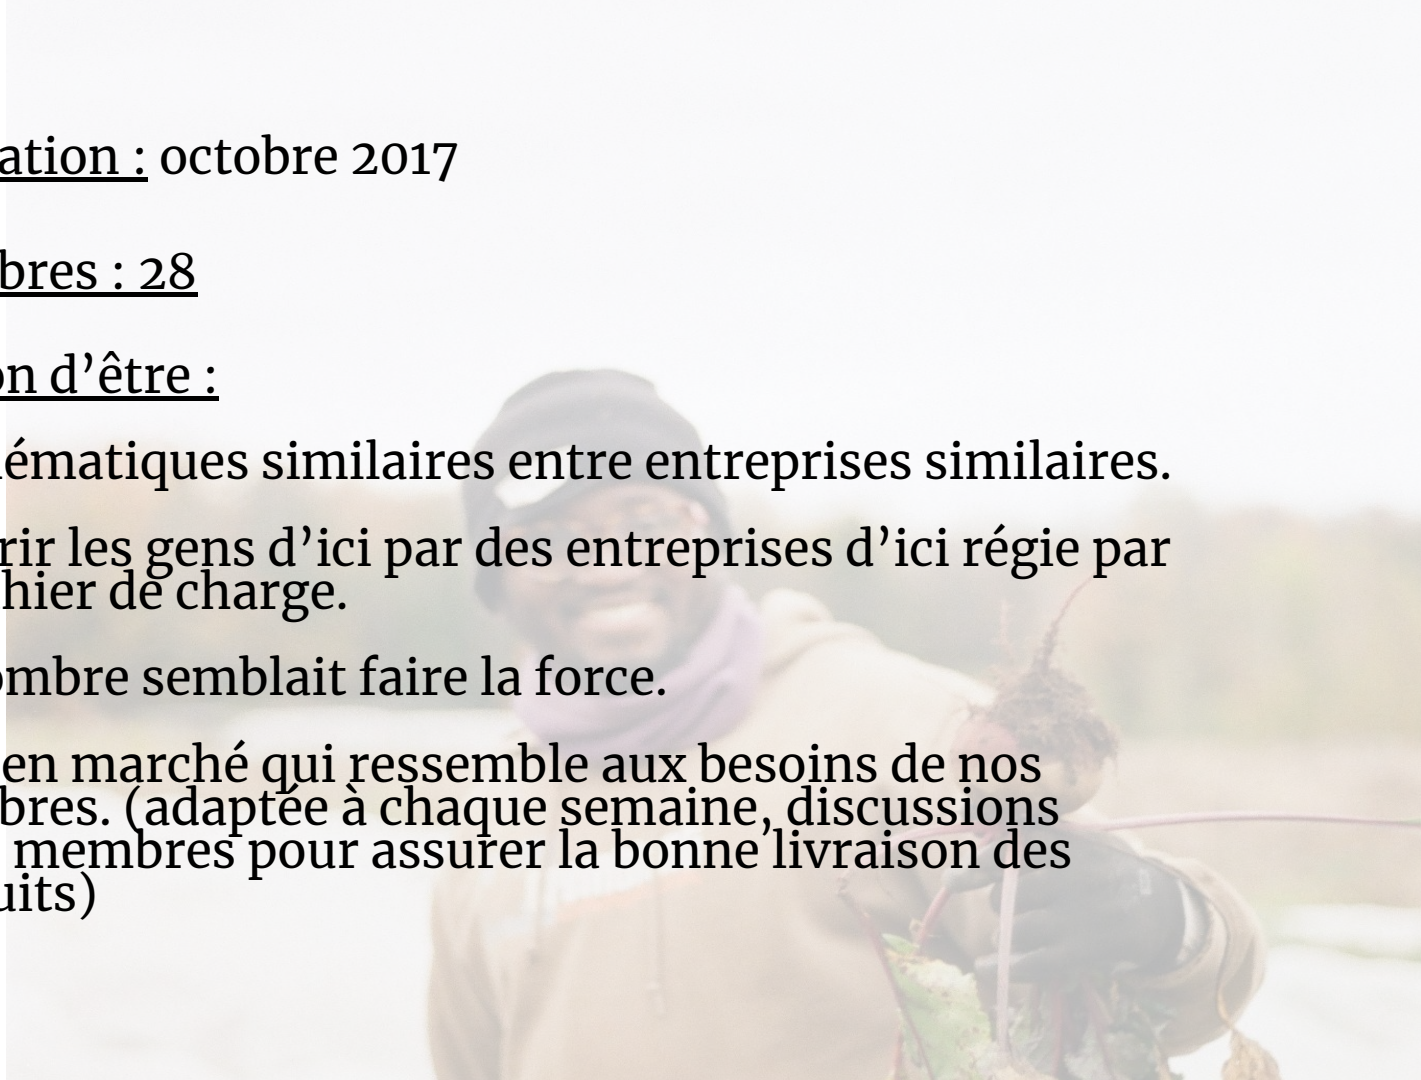 ation : octobre 2017
bres : 28
on d’être :
ématiques similaires entre entreprises similaires.
rir les gens d’ici par des entreprises d’ici régie par
hier de charge.
ombre semblait faire la force.
en marché qui ressemble aux besoins de nos
bres. (adaptée à chaque semaine, discussions
membres pour assurer la bonne livraison des
uits)